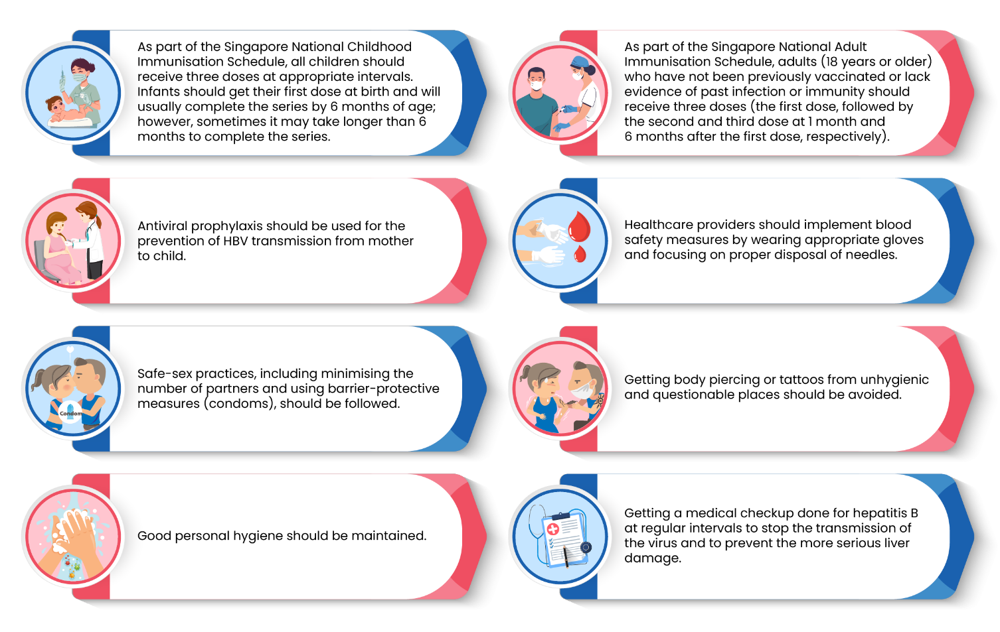 As part of the Singapore National Childhood
Immunisation Schedule, all children should
receive three doses at appropriate intervals.
Infants should get their first dose at birth and will
usually complete the series by 6 months of age;
however, sometimes it may take longer than 6
months to complete the series.
As part of the Singapore National Adult
Immunisation Schedule, adults (18 years or older)
who have not been previously vaccinated or lack
evidence of past infection or immunity should
receive three doses (the first dose, followed by
the second and third dose at 1 month and
6 months after the first dose, respectively).
Antiviral prophylaxis should be used for the
prevention of HBV transmission from mother
to child.
Healthcare providers should implement blood
safety measures by wearing appropriate gloves
and focusing on proper disposal of needles.
Safe-sex practices, including minimising the
number of partners and using barrier-protective
measures (condoms), should be followed.
Condom
Getting body piercing or tattoos from unhygienic
and questionable places should be avoided.
Good personal hygiene should be maintained.
Getting a medical checkup done for hepatitis B
at regular intervals to stop the transmission of
the virus and to prevent the more serious liver
damage.